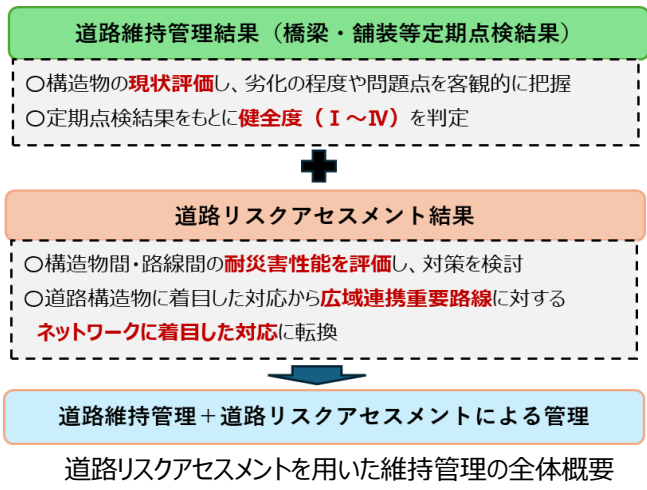 道路維持管理結果（橋梁・舗装等定期点検結果）
○構造物の現状評価し、劣化の程度や問題点を客観的に把握
○定期点検結果をもとに健全度（Ⅰ～Ⅳ）を判定
道路リスクアセスメント結果
○構造物間・路線間の耐災害性能を評価し、対策を検討
○道路構造物に着目した対応から広域連携重要路線に対する
ネットワークに着目した対応に転換
道路維持管理＋道路リスクアセスメントによる管理
道路リスクアセスメントを用いた維持管理の全体概要